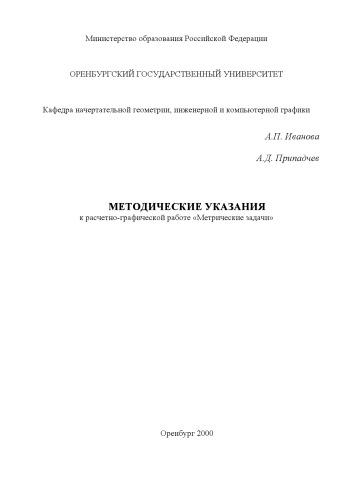 Министерство образования Российской Федерации
ОРЕНБУРГСКИЙ ГОСУДАРСТВЕННЫЙ УНИВЕРСИТЕТ
Кафедра начертательной геометрии, инженерной и компьютерной графики
А.П. Иванова
А.Д. Припадчев
МЕТОДИЧЕСКИЕ УКАЗАНИЯ
к расчетно-графической работе «Метрические задачи»
Оренбург 2000